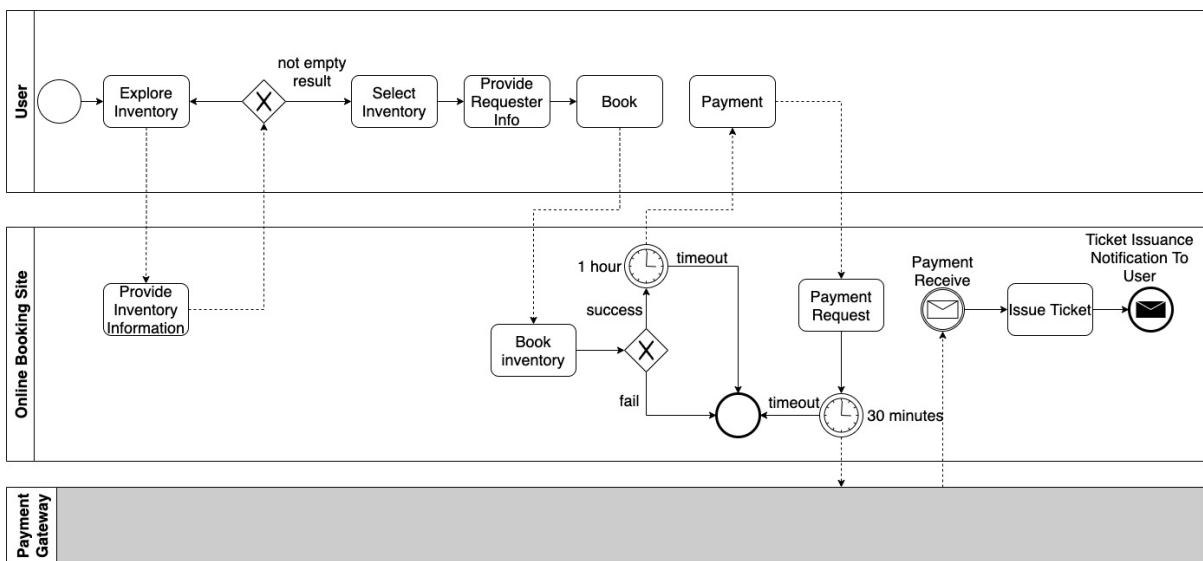 User
Explore
Inventory
not empty
result
Select
Inventory
Provide
Requester
Info
Book
Payment
Online Booking Site
Provide
Inventory
Information
Book
inventory
success
fail
1 hour
timeout
Payment
Request
timeout
30 minutes
Payment
Receive
Issue Ticket
Ticket Issuance
Notification To
User
Payment
Gateway